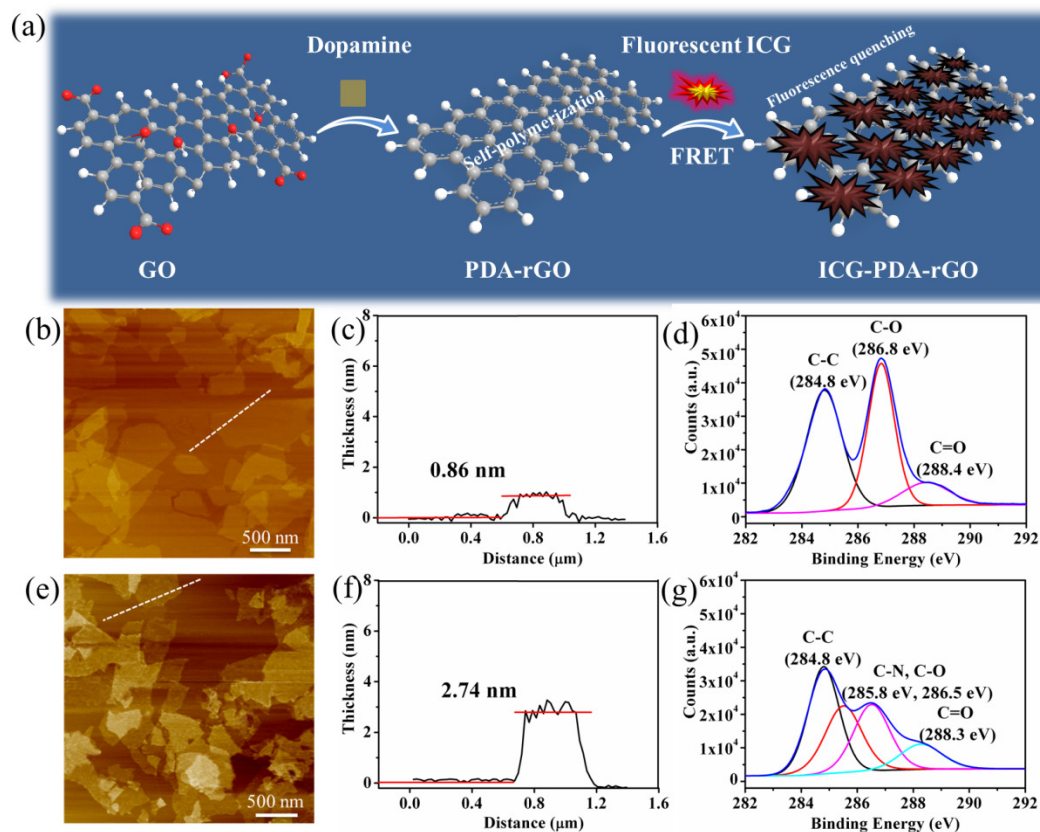 (a)
Dopamine
Fluorescent ICG
Fluorescence quenching
Self-polymerization
FRET
GO
PDA-rGO
ICG-PDA-rGO
(b)
500 nm
(c)
Thickness (nm)
8
6
4
2
0
0.86 nm
0.0 0.4 0.8 1.2 1.6
Distance (μm)
(d)
Counts (a.u.)
6x10⁴
5x10⁴
4x10⁴
3x10⁴
2x10⁴
1x10⁴
0
C-C
(284.8 eV)
C-O
(286.8 eV)
C=O
(288.4 eV)
282 284 286 288 290 292
Binding Energy (eV)
(e)
500 nm
(f)
Thickness (nm)
8
6
4
2
0
2.74 nm
0.0 0.4 0.8 1.2 1.6
Distance (μm)
(g)
Counts (a.u.)
6x10⁴
5x10⁴
4x10⁴
3x10⁴
2x10⁴
1x10⁴
0
C-C
(284.8 eV)
C-N, C-O
(285.8 eV, 286.5 eV)
C=O
(288.3 eV)
282 284 286 288 290 292
Binding Energy (eV)